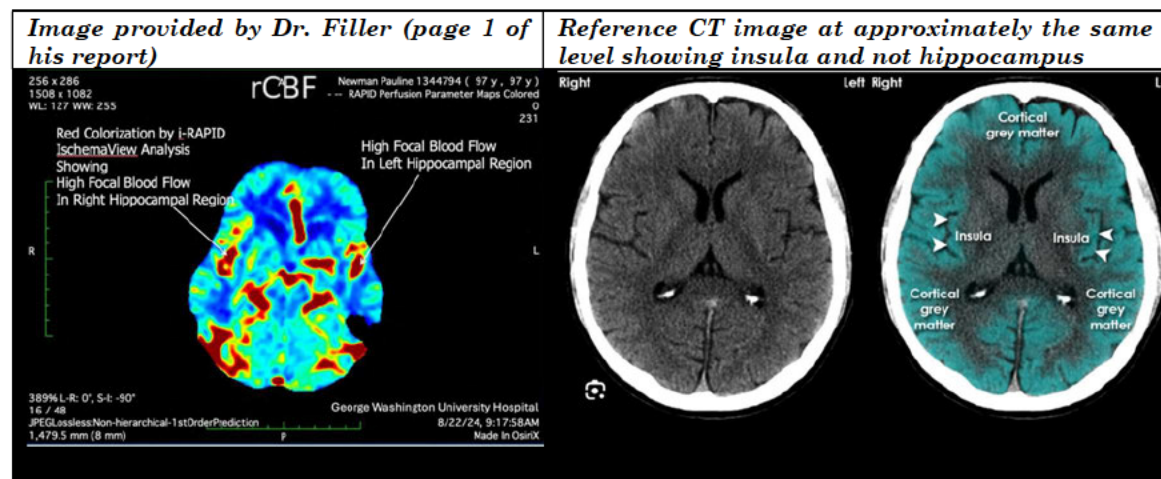 Image provided by Dr. Filler (page 1 of
his report)
Reference CT image at approximately the same
level showing insula and not hippocampus
256 x 286
1508 x 1082
WL: 127 WW: 255
rCBF
Newman Pauline 1344794 ( 97 y , 97 y )
--- RAPID Perfusion Parameter Maps Colored
0
231
Red Colorization by i-RAPID
IschemaView Analysis
Showing
High Focal Blood Flow
In Right Hippocampal Region
High Focal Blood Flow
In Left Hippocampal Region
R
L
389% L-R: 0°, S-I: -90°
16 / 48
JPEGLossless:Non-hierarchical-1stOrderPrediction
1,479.5 mm (8 mm)
P
George Washington University Hospital
8/22/24, 9:17:58AM
Made In OsiriX
Right
Left
Right
L
Cortical
grey matter
Insula
Insula
Cortical
grey
matter
Cortical
grey
matter